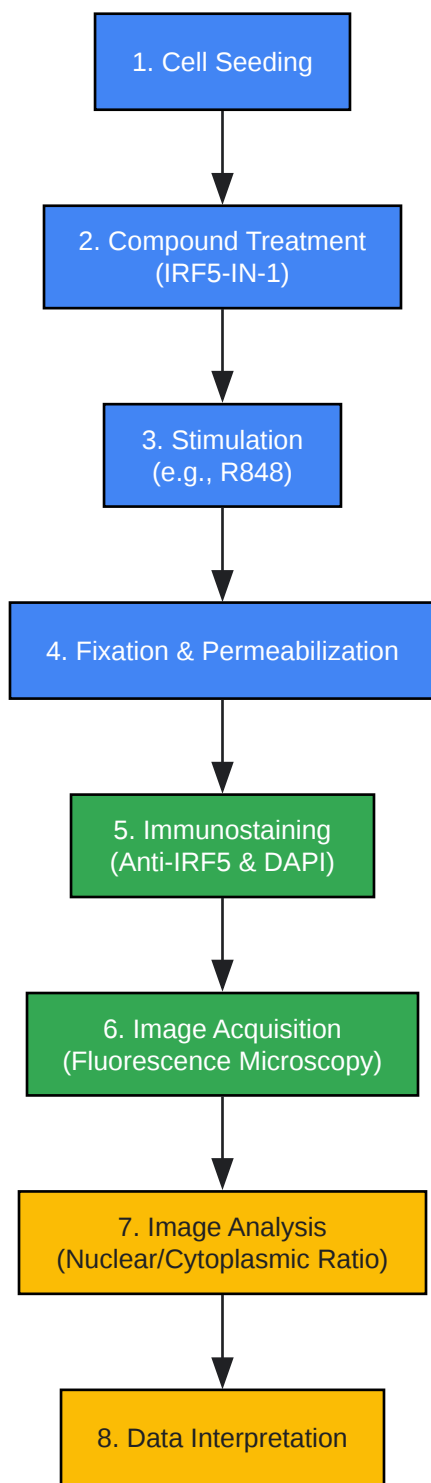 1. Cell Seeding
2. Compound Treatment
(IRF5-IN-1)
3. Stimulation
(e.g., R848)
4. Fixation & Permeabilization
5. Immunostaining
(Anti-IRF5 & DAPI)
6. Image Acquisition
(Fluorescence Microscopy)
7. Image Analysis
(Nuclear/Cytoplasmic Ratio)
8. Data Interpretation